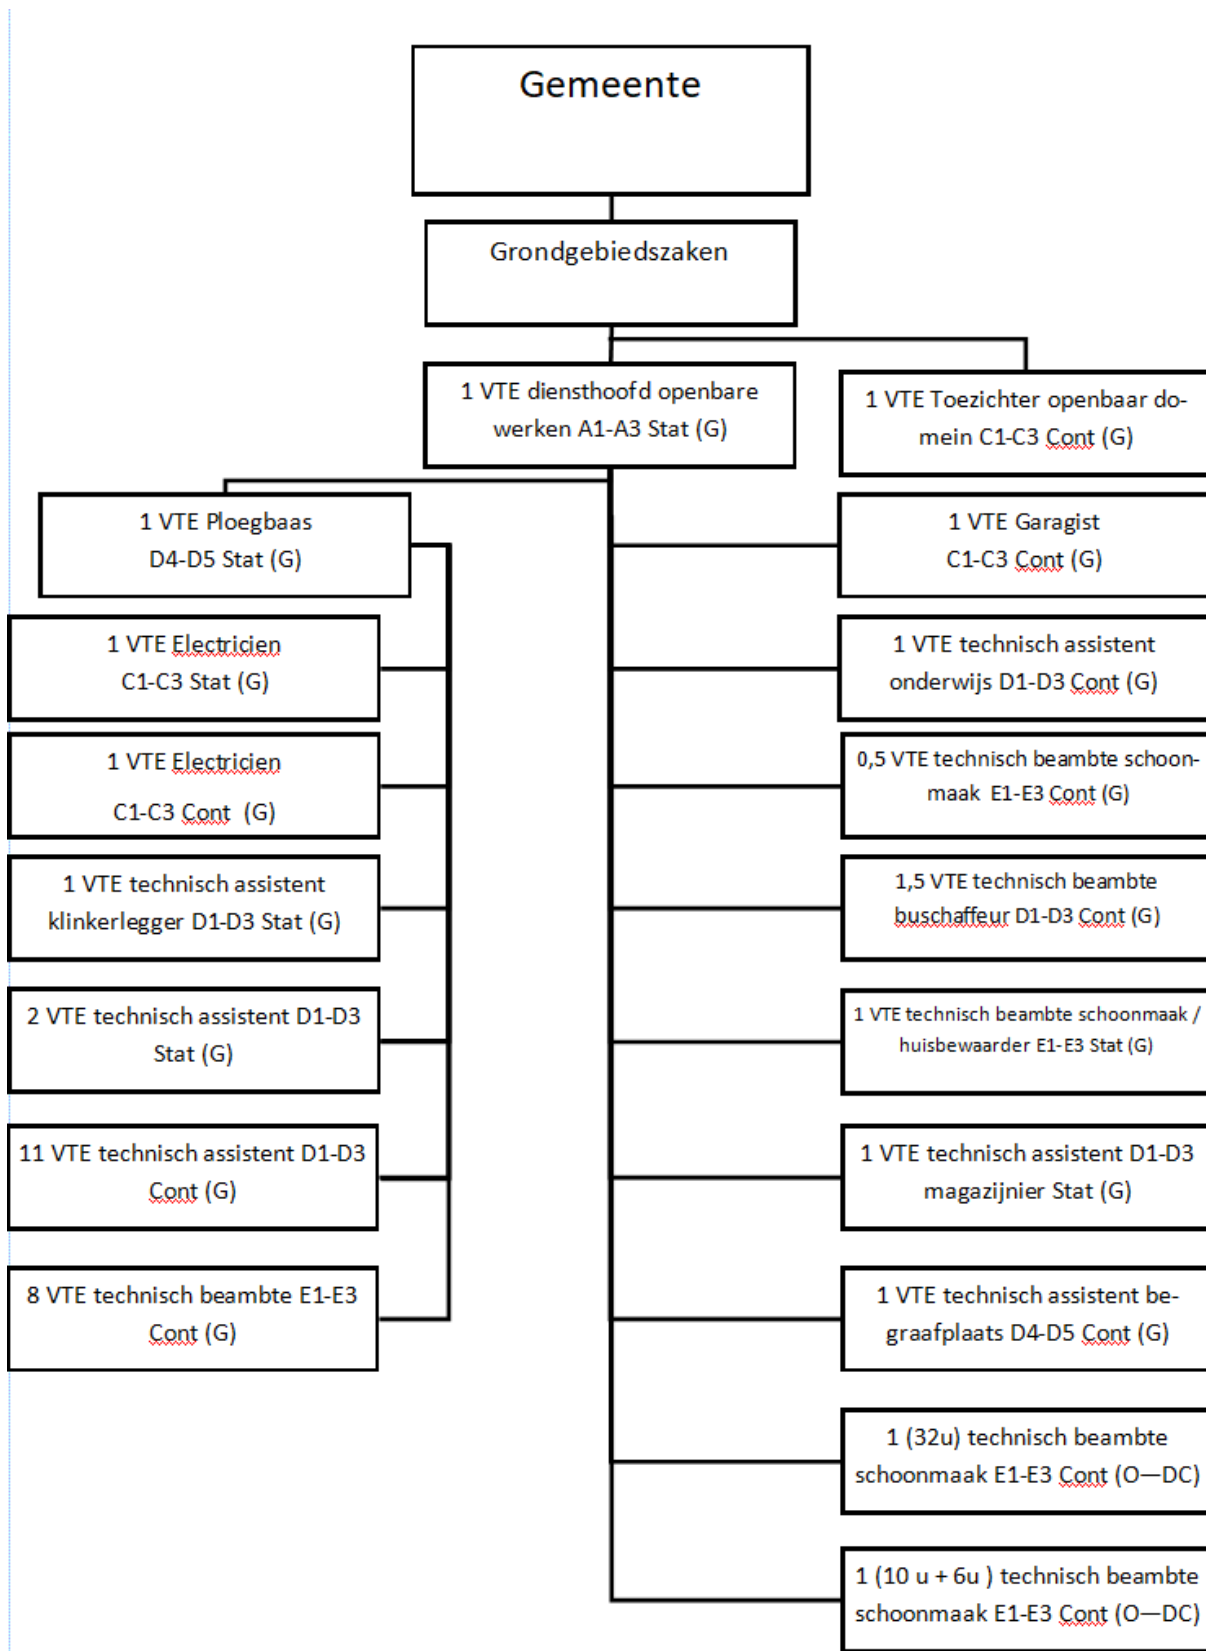 Gemeente
Grondgebiedszaken
1 VTE diensthoofd openbare
werken A1-A3 Stat (G)
1 VTE Toezichter openbaar do-
mein C1-C3 Cont (G)
1 VTE Ploegbaas
D4-D5 Stat (G)
1 VTE Garagist
C1-C3 Cont (G)
1 VTE Electricien
C1-C3 Stat (G)
1 VTE technisch assistent
onderwijs D1-D3 Cont (G)
1 VTE Electricien
C1-C3 Cont (G)
0,5 VTE technisch beambte schoon-
maak E1-E3 Cont (G)
1 VTE technisch assistent
klinkerlegger D1-D3 Stat (G)
1,5 VTE technisch beambte
buschaffeur D1-D3 Cont (G)
2 VTE technisch assistent D1-D3
Stat (G)
1 VTE technisch beambte schoonmaak /
huisbewaarder E1-E3 Stat (G)
11 VTE technisch assistent D1-D3
Cont (G)
1 VTE technisch assistent D1-D3
magazijnier Stat (G)
8 VTE technisch beambte E1-E3
Cont (G)
1 VTE technisch assistent be-
graafplaats D4-D5 Cont (G)
1 (32u) technisch beambte
schoonmaak E1-E3 Cont (O—DC)
1 (10 u + 6u ) technisch beambte
schoonmaak E1-E3 Cont (O—DC)